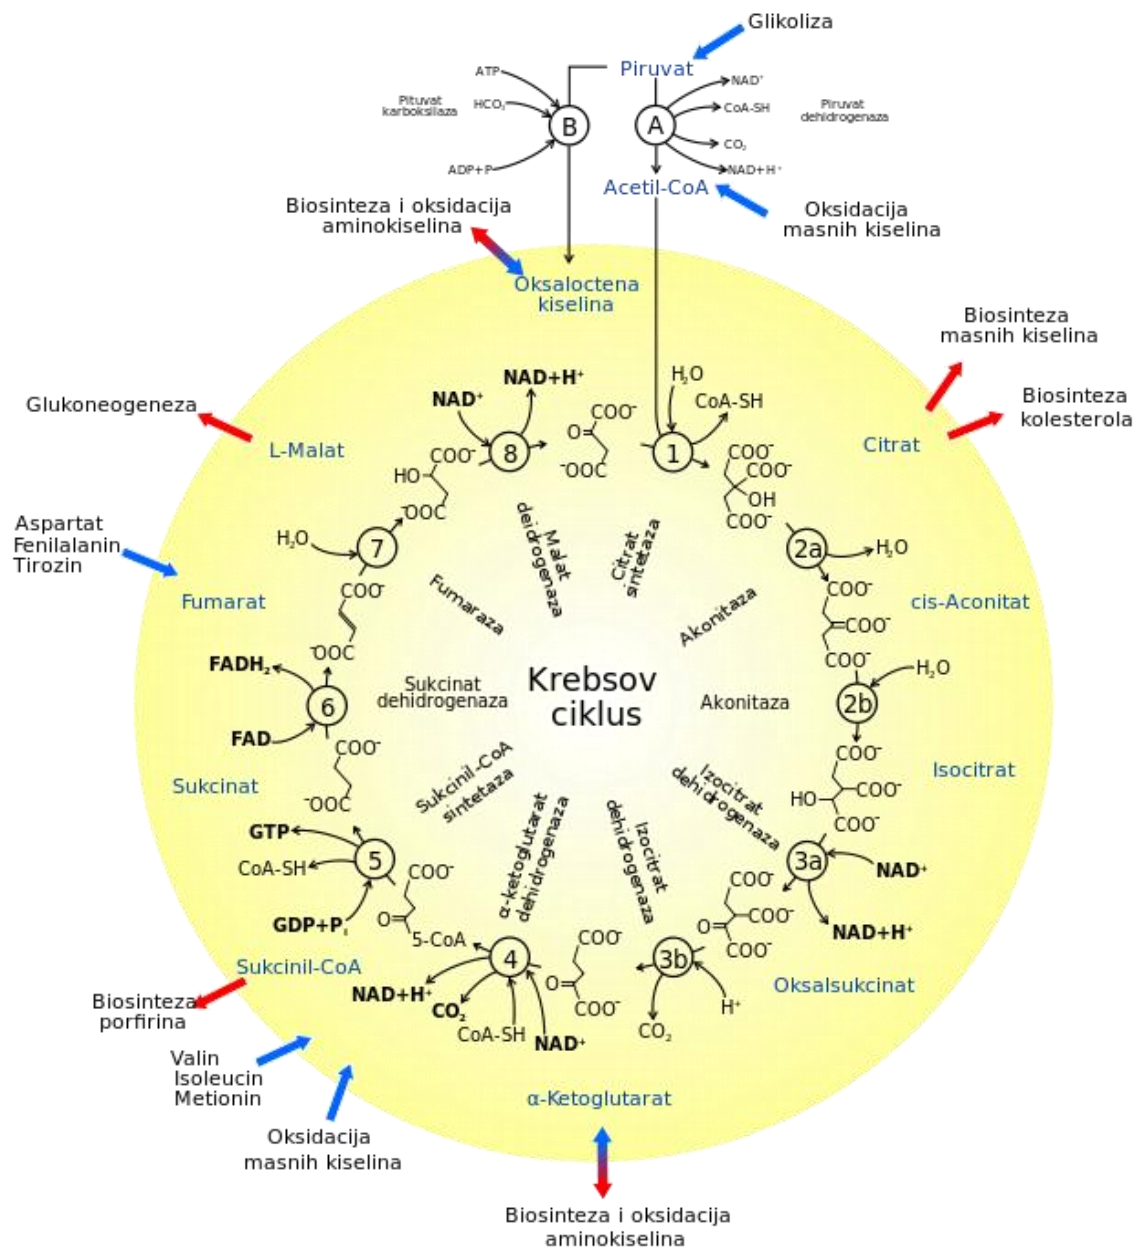 Glikoliza
Piruvat
ATP
HCO₃
ADP+P
Pituvat
karboksilaza
B
A
NAD⁺
CoA-SH
CO₂
NAD+H⁺
Piruvat
dehidrogenaza
Acetil-CoA
Oksidacija
masnih kiselina
Biosinteza i oksidacija
aminokiselina
Oksaloctena
kiselina
Biosinteza
masnih kiselina
Biosinteza
kolesterola
Citrat
Glukoneogeneza
L-Malat
NAD+H⁺
NAD⁺
8
COO⁻
O
⁻OOC
H₂O
CoA-SH
1
COO⁻
COO⁻
OH
COO⁻
COO⁻
HO
⁻OOC
Malat
deidrogenaza
Citrat
sintetaza
Aspartat
Fenilalanin
Tirozin
H₂O
7
Fumaraza
Akonitaza
2a
H₂O
Fumarat
COO⁻
⁻OOC
cis-Aconitat
COO⁻
COO⁻
COO⁻
FADH₂
6
FAD
Sukcinat
dehidrogenaza
Krebsov
ciklus
Akonitaza
2b
H₂O
Sukcinat
COO⁻
⁻OOC
Sukcinil-CoA
sintetaza
Izocitrat
dehidrogenaza
Isocitrat
COO⁻
COO⁻
HO
COO⁻
GTP
CoA-SH
5
GDP+Pᵢ
α-ketoglutarat
dehidrogenaza
Izocitrat
dehidrogenaza
3a
NAD⁺
NAD+H⁺
COO⁻
O
5-CoA
COO⁻
COO⁻
O
COO⁻
Sukcinil-CoA
4
NAD+H⁺
CO₂
CoA-SH
NAD⁺
COO⁻
O
COO⁻
3b
CO₂
H⁺
Oksalsukcinat
Biosinteza
porfirina
Valin
Isoleucin
Metionin
Oksidacija
masnih kiselina
α-Ketoglutarat
Biosinteza i oksidacija
aminokiselina